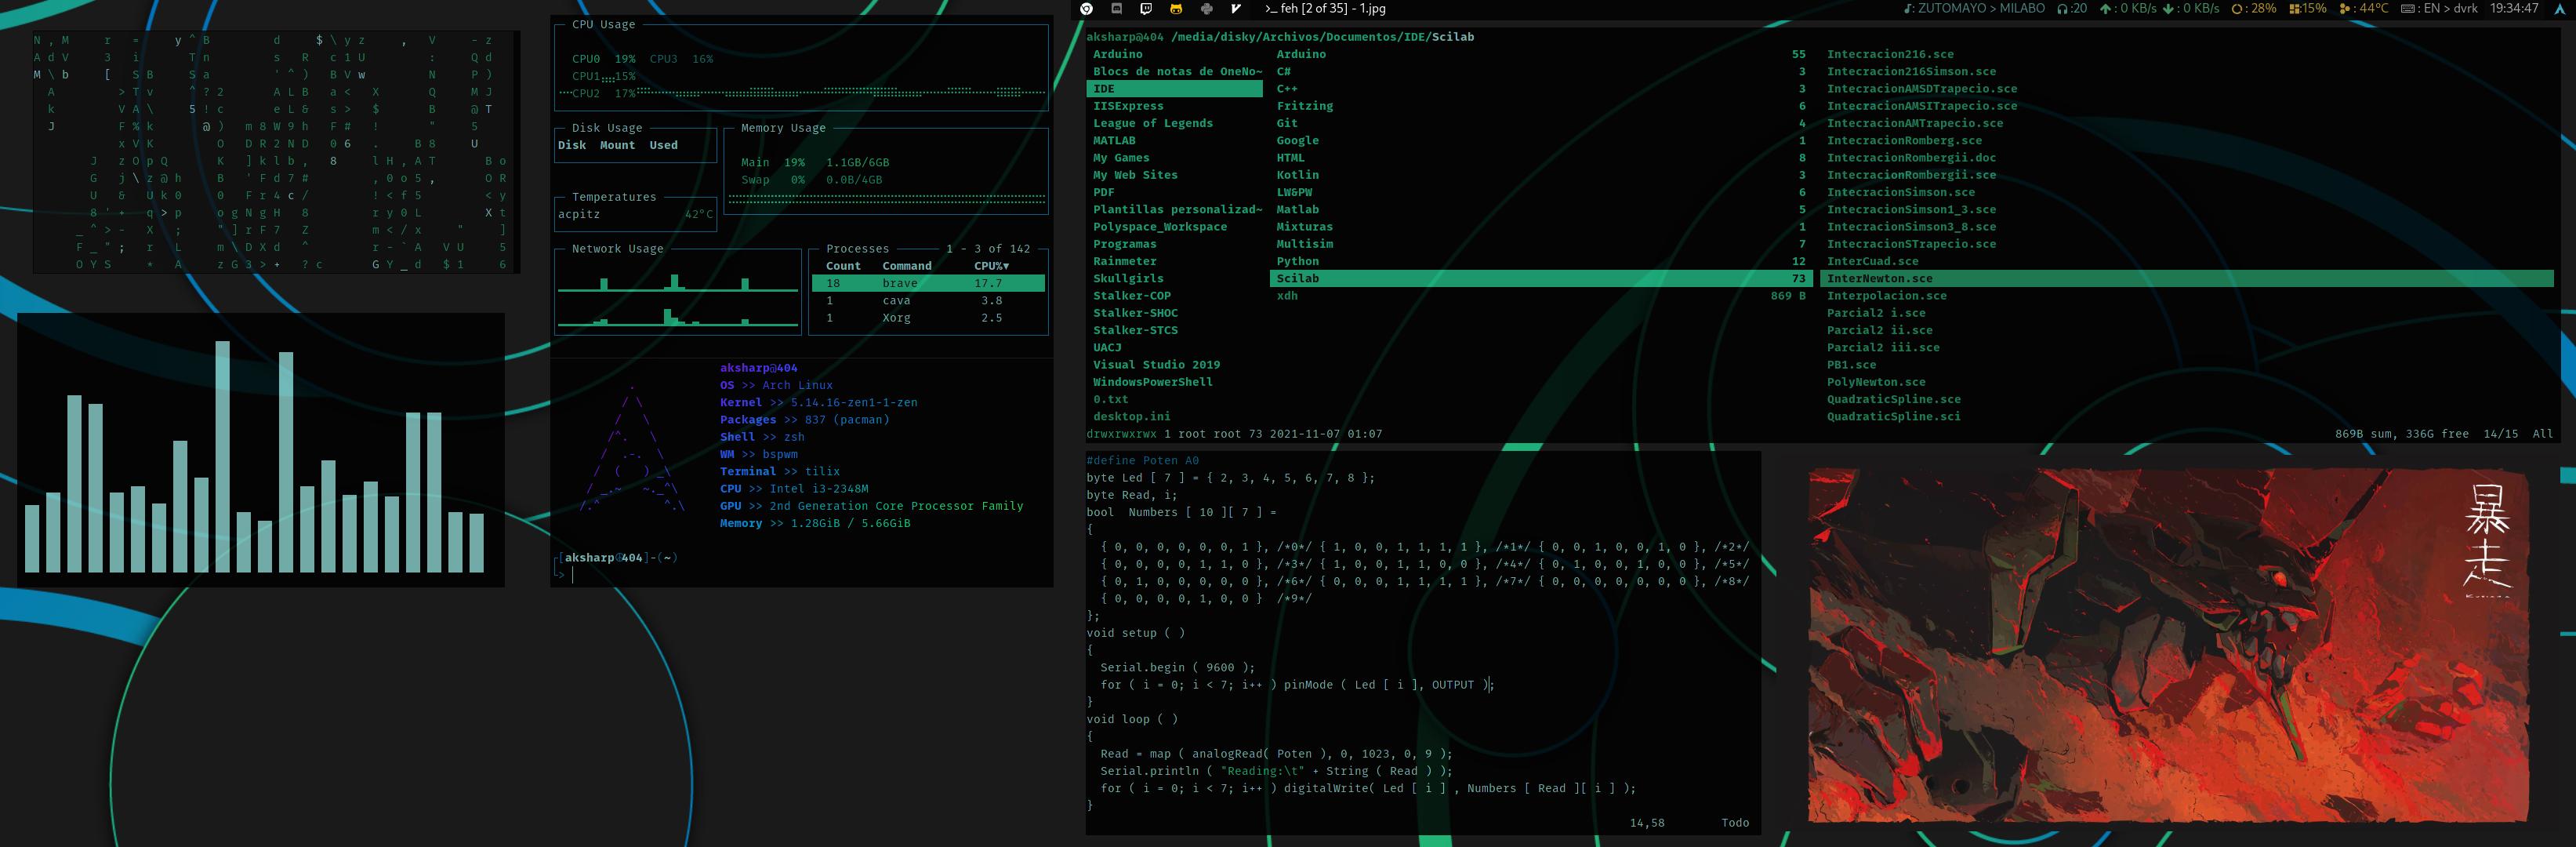 CPU Usage
CPU0 19% CPU3 16%
CPU1 15%
CPU2 17%
Disk Usage
Disk Mount Used
Memory Usage
Main 19% 1.1GB/6GB
Swap 0% 0.0B/4GB
Temperatures
acpitz 42°C
Network Usage
Processes 1 - 3 of 142
Count Command CPU%▼
18 brave 17.7
1 cava 3.8
1 Xorg 2.5
aksharp@404
OS >> Arch Linux
Kernel >> 5.14.16-zen1-1-zen
Packages >> 837 (pacman)
Shell >> zsh
WM >> bspwm
Terminal >> tilix
CPU >> Intel i3-2348M
GPU >> 2nd Generation Core Processor Family
Memory >> 1.28GiB / 5.66GiB
[aksharp@404]-(~)
>_ feh [2 of 35] - 1.jpg
: ZUTOMAYO > MILABO :20 : 0 KB/s : 0 KB/s : 28% :15% : 44°C : EN > dvrk 19:34:47
aksharp@404 /media/disky/Archivos/Documentos/IDE/Scilab
Arduino
Blocs de notas de OneNo~
IDE
IISExpress
League of Legends
MATLAB
My Games
My Web Sites
PDF
Plantillas personalizad~
Polyspace_Workspace
Programas
Rainmeter
Skullgirls
Stalker-COP
Stalker-SHOC
Stalker-STCS
UACJ
Visual Studio 2019
WindowsPowerShell
0.txt
desktop.ini
Arduino 55
C# 3
C++ 3
Fritzing 6
Git 4
Google 1
HTML 8
Kotlin 3
LW&PW 6
Matlab 5
Mixturas 1
Multisim 7
Python 12
Scilab 73
xdh 869 B
Intecracion216.sce
Intecracion216Simson.sce
IntecracionAMSDTrapecio.sce
IntecracionAMSITrapecio.sce
IntecracionAMTrapecio.sce
IntecracionRomberg.sce
IntecracionRombergii.doc
IntecracionRombergii.sce
IntecracionSimson.sce
IntecracionSimson1_3.sce
IntecracionSimson3_8.sce
IntecracionSTrapecio.sce
InterCuad.sce
InterNewton.sce
Interpolacion.sce
Parcial2 i.sce
Parcial2 ii.sce
Parcial2 iii.sce
PB1.sce
PolyNewton.sce
QuadraticSpline.sce
QuadraticSpline.sci
drwxrwxrwx 1 root root 73 2021-11-07 01:07 869B sum, 336G free 14/15 All
#define Poten A0
byte Led [ 7 ] = { 2, 3, 4, 5, 6, 7, 8 };
byte Read, i;
bool  Numbers [ 10 ][ 7 ] =
{
  { 0, 0, 0, 0, 0, 0, 1 }, /*0*/ { 1, 0, 0, 1, 1, 1, 1 }, /*1*/ { 0, 0, 1, 0, 0, 1, 0 }, /*2*/
  { 0, 0, 0, 0, 1, 1, 0 }, /*3*/ { 1, 0, 0, 1, 1, 0, 0 }, /*4*/ { 0, 1, 0, 0, 1, 0, 0 }, /*5*/
  { 0, 1, 0, 0, 0, 0, 0 }, /*6*/ { 0, 0, 0, 1, 1, 1, 1 }, /*7*/ { 0, 0, 0, 0, 0, 0, 0 }, /*8*/
  { 0, 0, 0, 0, 1, 0, 0 }  /*9*/
};
void setup ( )
{
  Serial.begin ( 9600 );
  for ( i = 0; i < 7; i++ ) pinMode ( Led [ i ], OUTPUT );
}
void loop ( )
{
  Read = map ( analogRead( Poten ), 0, 1023, 0, 9 );
  Serial.println ( "Reading:\t" + String ( Read ) );
  for ( i = 0; i < 7; i++ ) digitalWrite( Led [ i ] , Numbers [ Read ][ i ] );
}
14,58 Todo
暴走